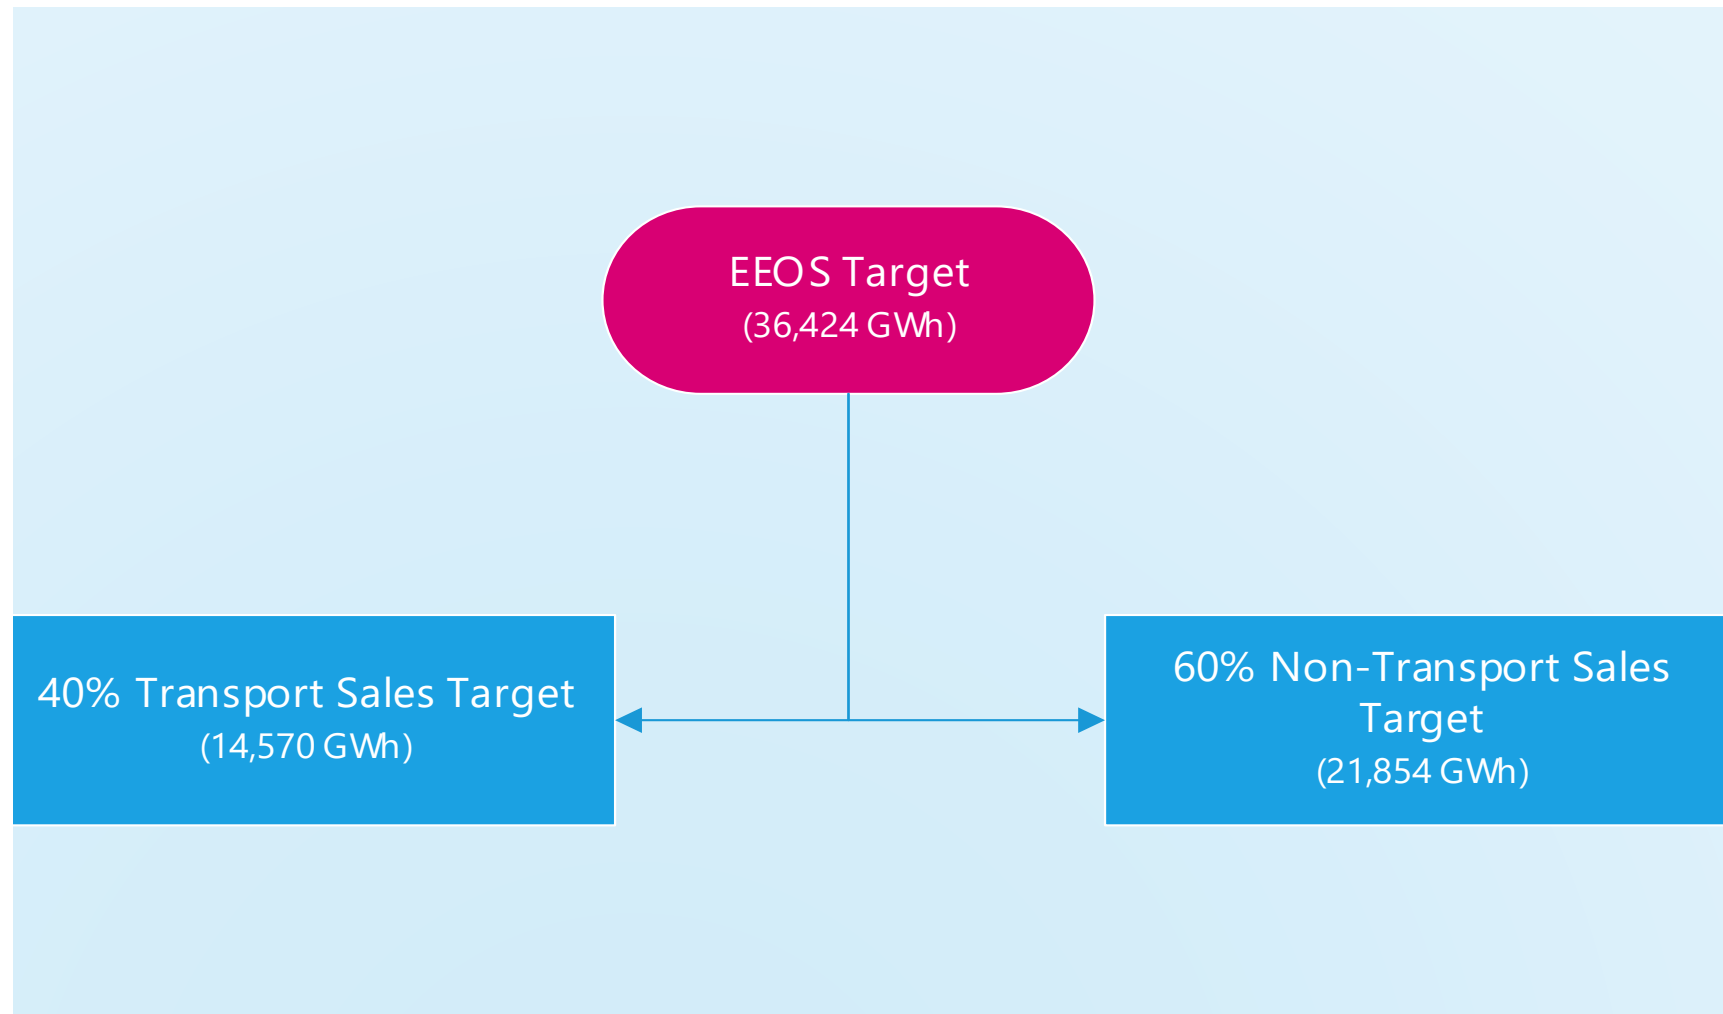 EEOS Target
(36,424 GWh)
40% Transport Sales Target
(14,570 GWh)
60% Non-Transport Sales
Target
(21,854 GWh)